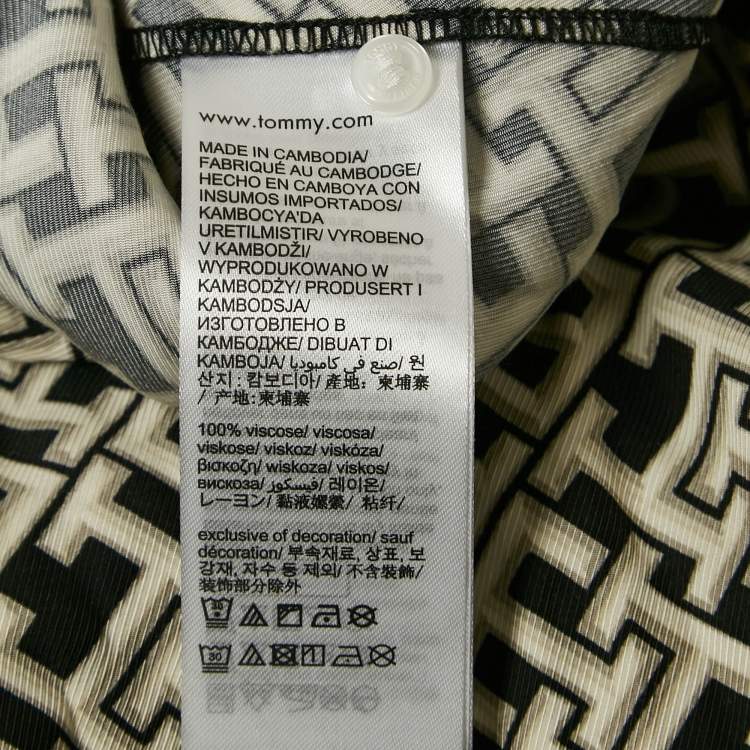 www.tommy.com
MADE IN CAMBODIA/
FABRIQUÉ AU CAMBODGE/
HECHO EN CAMBOYA CON
INSUMOS IMPORTADOS/
KAMBOCYA'DA
URETILMISTIR/ VYROBENO
V KAMBODŽI/
WYPRODUKOWANO W
KAMBODŻY/ PRODUSERT I
KAMBODSJA/
ИЗГОТОВЛЕНО В
КАМБОДЖЕ/ DIBUAT DI
KAMBOJA/ صنع في كامبوديا/ 원
산지 : 캄보디아/ 產地：柬埔寨
/ 产地:柬埔寨
100% viscose/ viscosa/
viskose/ viskoz/ viskóza/
βισκοζη/ wiskoza/ viskos/
вискоза/ فيسكوز/ 레이온/
レーヨン/ 黏液嫘縈/ 粘纤/
exclusive of decoration/ sauf
décoration/ 부속재료, 상표, 보
강재, 자수 등 제외/ 不含裝飾/
装饰部分除外
30
30